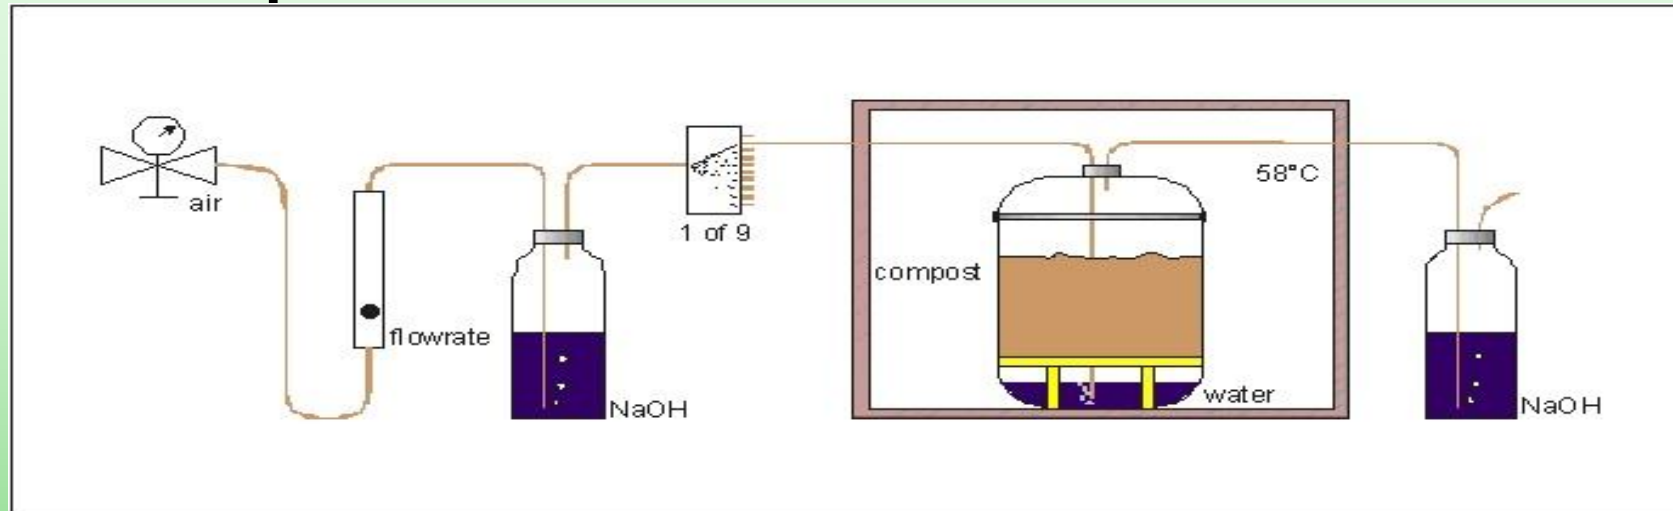 air
flowrate
NaOH
1 of 9
compost
58°C
water
NaOH